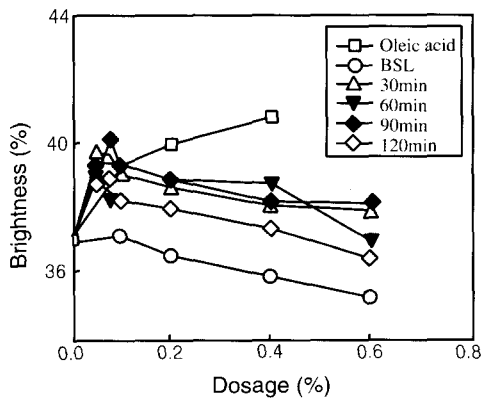 44
40
36
Brightness (%)
Oleic acid
BSL
30min
60min
90min
120min
0.0 0.2 0.4 0.6 0.8
Dosage (%)